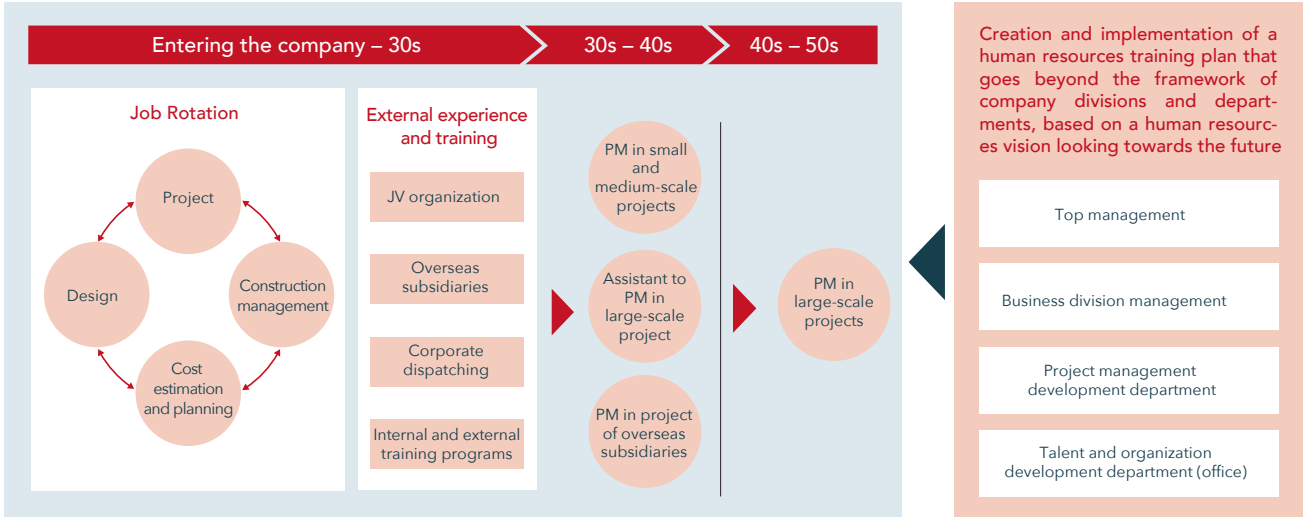 Entering the company – 30s
30s – 40s
40s – 50s
Job Rotation
Project
Design
Construction
management
Cost
estimation
and planning
External experience
and training
JV organization
Overseas
subsidiaries
Corporate
dispatching
Internal and external
training programs
PM in small
and
medium-scale
projects
Assistant to
PM in
large-scale
project
PM in project
of overseas
subsidiaries
PM in
large-scale
projects
Creation and implementation of a
human resources training plan that
goes beyond the framework of
company divisions and depart-
ments, based on a human resourc-
es vision looking towards the future
Top management
Business division management
Project management
development department
Talent and organization
development department (office)